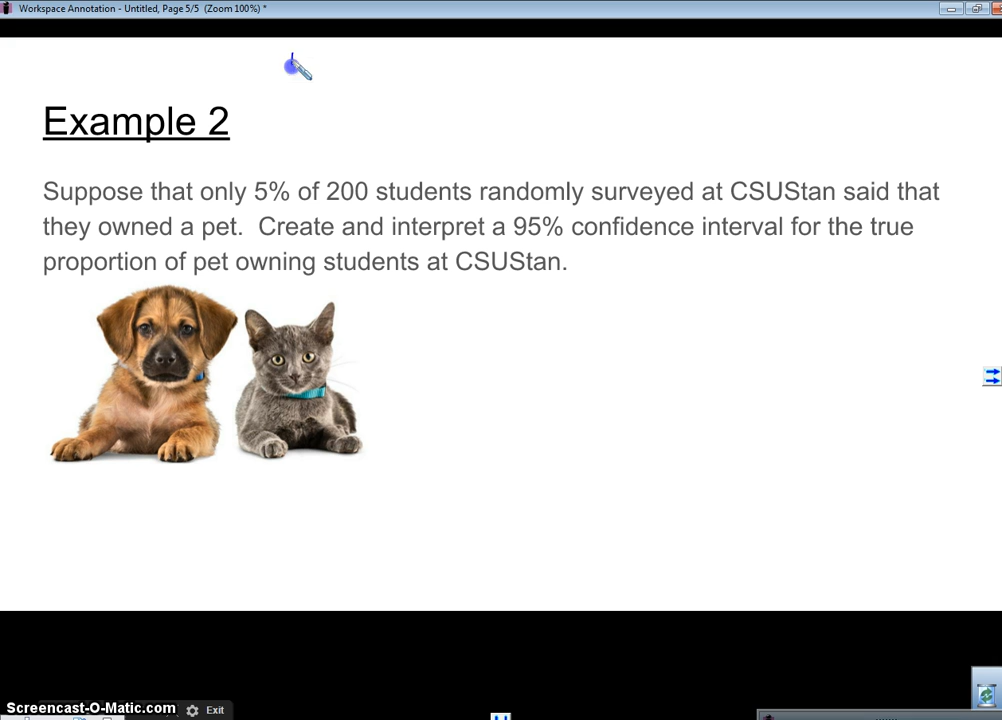 Workspace Annotation - Untitled, Page 5/5 (Zoom 100%) *
Example 2
Suppose that only 5% of 200 students randomly surveyed at CSUStan said that
they owned a pet.  Create and interpret a 95% confidence interval for the true
proportion of pet owning students at CSUStan.
Screencast-O-Matic.com
Exit